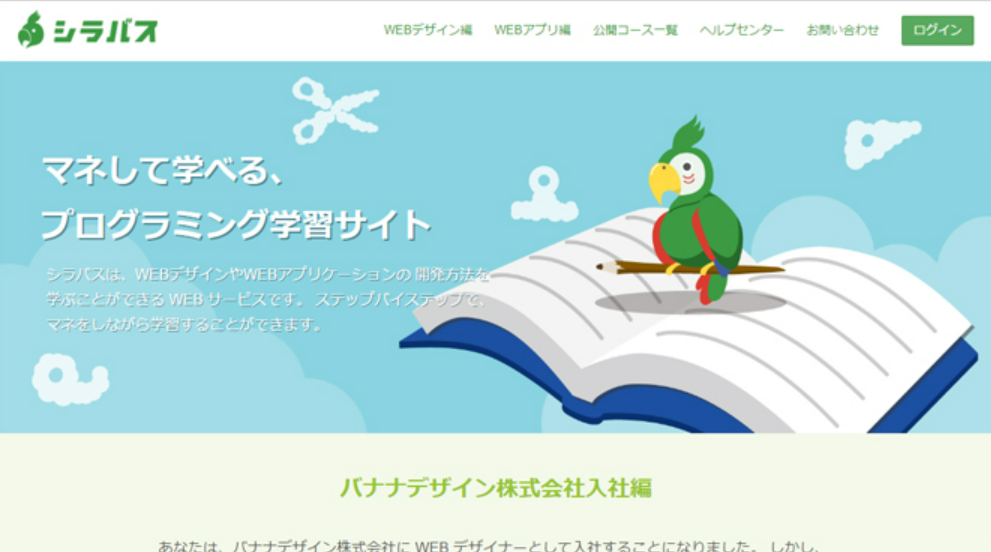 シラバス
WEBデザイン編 WEBアプリ編 公開コース一覧 ヘルプセンター お問い合わせ ログイン
マネして学べる、
プログラミング学習サイト
シラバスは、WEBデザインやWEBアプリケーションの 開発方法を
学ぶことができる WEB サービスです。 ステップバイステップで、
マネをしながら学習することができます。
バナナデザイン株式会社入社編
あなたは、バナナデザイン株式会社に WEB デザイナーとして入社することになりました。 しかし、